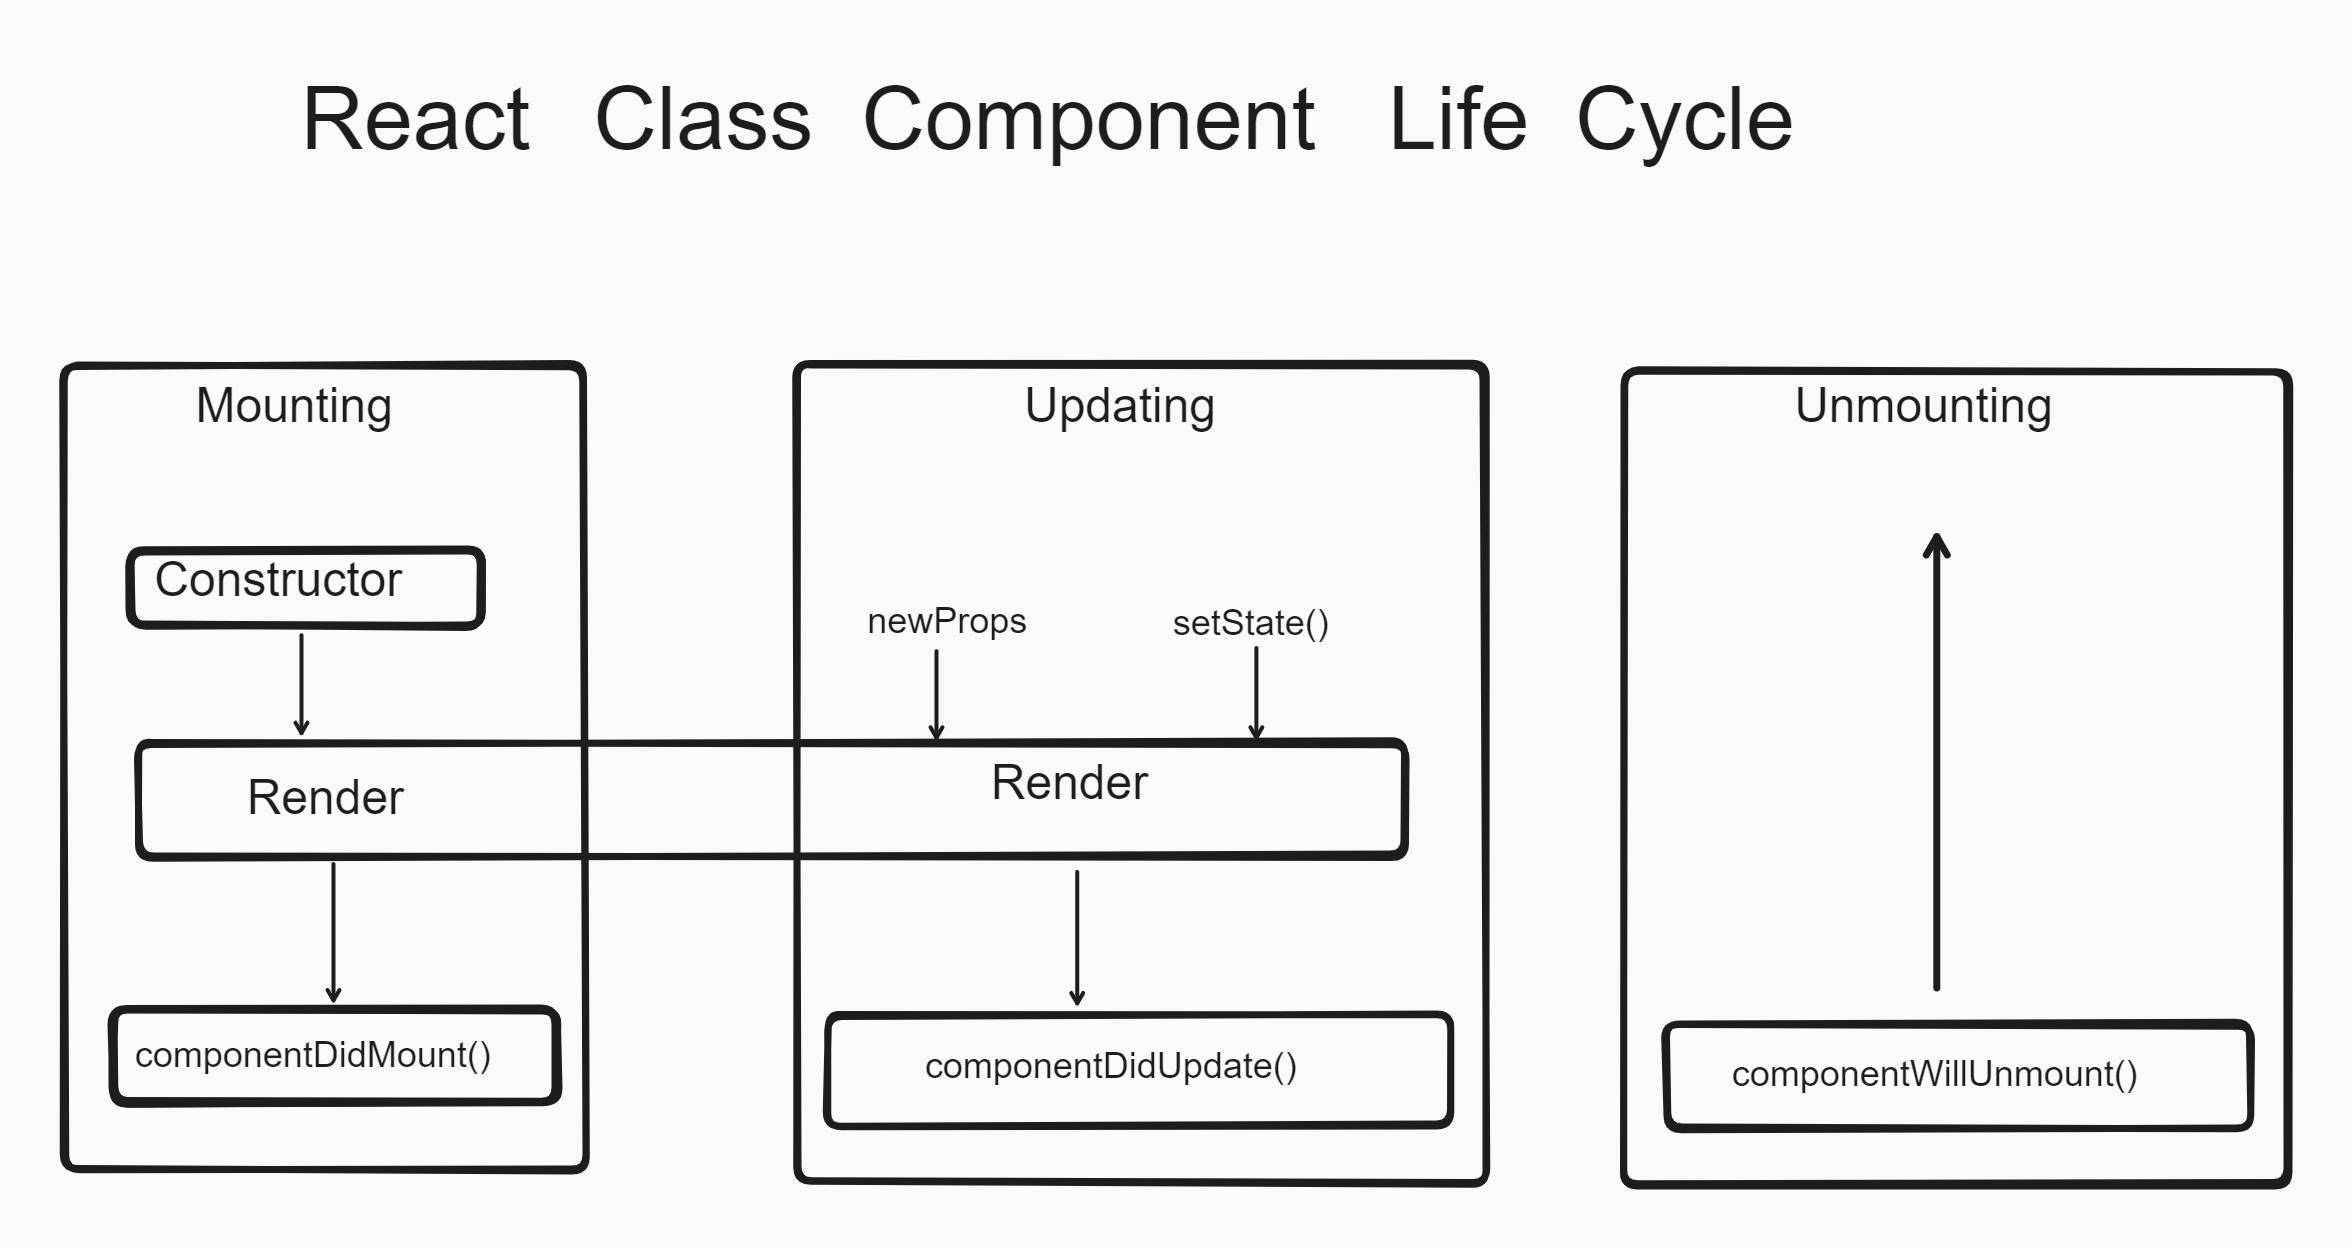 React Class Component Life Cycle
Mounting
Constructor
Render
componentDidMount()
Updating
newProps
setState()
Render
componentDidUpdate()
Unmounting
componentWillUnmount()